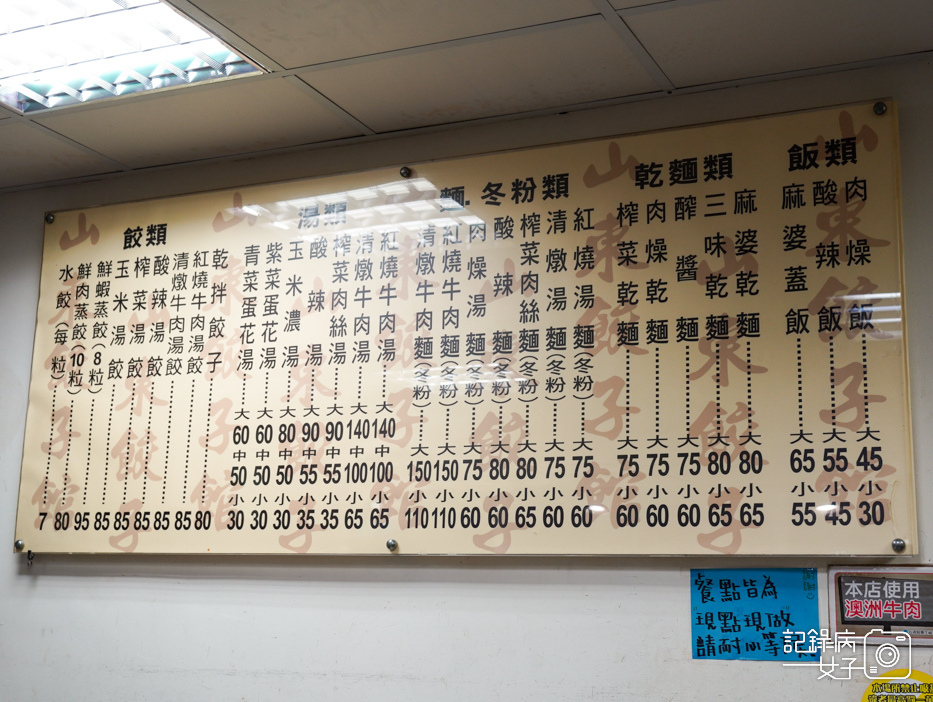 山東餃子館
餃類
水餃(每粒) 7
鮮肉蒸餃(10粒) 80
鮮蝦蒸餃(8粒) 95
玉米湯餃 85
榨菜湯餃 85
酸辣湯餃 85
清燉牛肉湯餃 85
紅燒牛肉湯餃 85
乾拌餃子 80
湯類
青菜蛋花湯 大60 中50 小30
紫菜蛋花湯 大60 中50 小30
玉米濃湯 大80 中50 小30
酸辣湯 大90 中55 小35
榨菜肉絲湯 大90 中55 小35
清燉牛肉湯 大140 中100 小65
紅燒牛肉湯 大140 中100 小65
麵.冬粉類
清燉牛肉麵(冬粉) 大150 小110
紅燒牛肉麵(冬粉) 大150 小110
肉燥湯麵(冬粉) 大75 小60
酸辣麵(冬粉) 大80 小60
榨菜肉絲麵(冬粉) 大80 小65
清燉湯麵(冬粉) 大75 小60
紅燒湯麵(冬粉) 大75 小60
乾麵類
榨菜乾麵 大75 小60
肉燥乾麵 大75 小60
醡醬麵 大75 小60
三味乾麵 大80 小65
麻婆乾麵 大80 小65
飯類
麻婆蓋飯 大65 小55
酸辣飯 大55 小45
肉燥飯 大45 小30
餐點皆為
現點現做
請耐心等
本店使用
澳洲牛肉
記錄病
女子